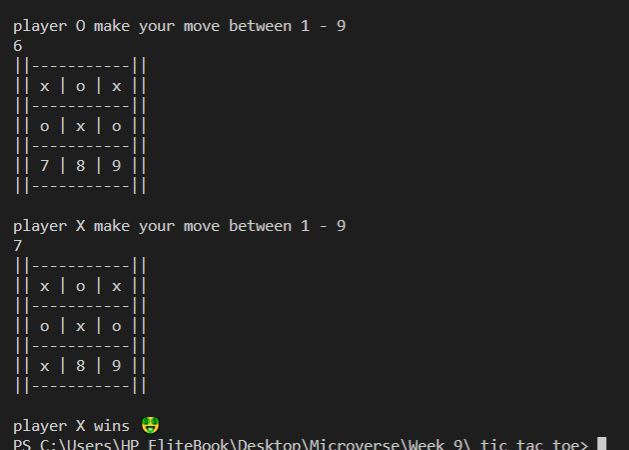 player O make your move between 1 - 9
6
||-----------||
|| x | o | x ||
||-----------||
|| o | x | o ||
||-----------||
|| 7 | 8 | 9 ||
||-----------||
player X make your move between 1 - 9
7
||-----------||
|| x | o | x ||
||-----------||
|| o | x | o ||
||-----------||
|| x | 8 | 9 ||
||-----------||
player X wins 🤑
PS C:\Users\HP EliteBook\Desktop\Microverse\Week 9\ tic tac toe>